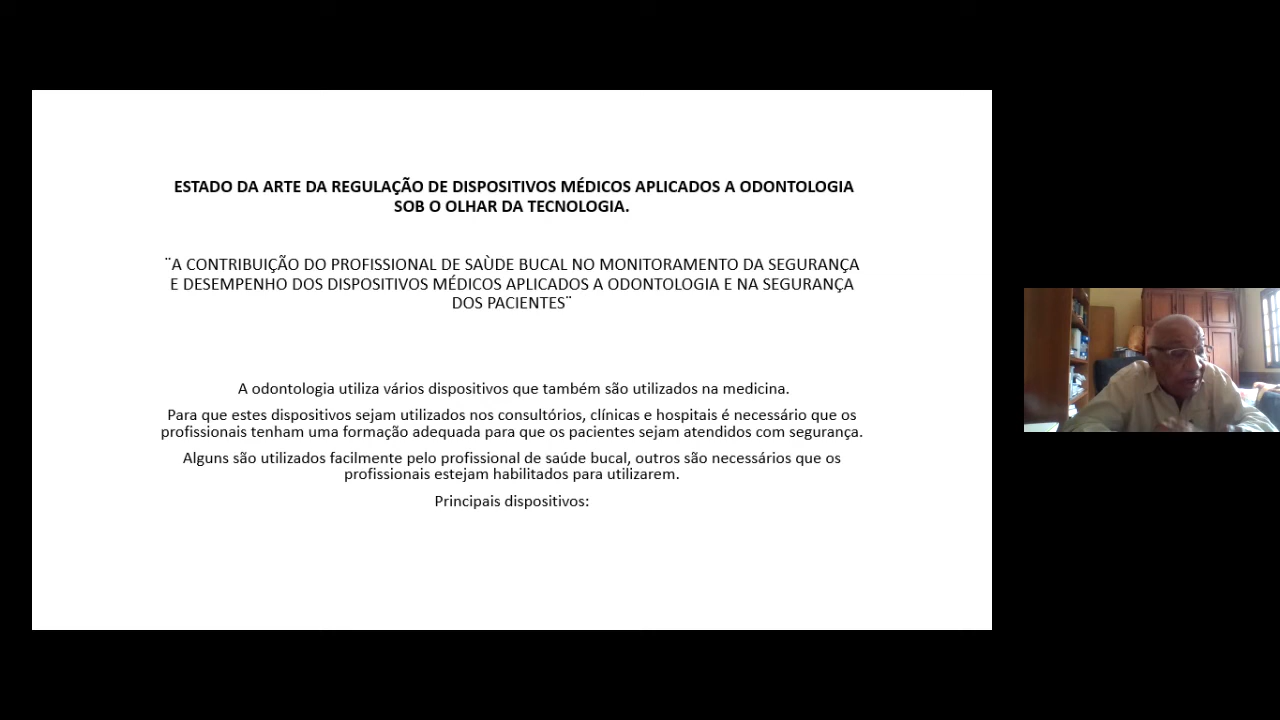 ESTADO DA ARTE DA REGULAÇÃO DE DISPOSITIVOS MÉDICOS APLICADOS A ODONTOLOGIA
SOB O OLHAR DA TECNOLOGIA.
¨A CONTRIBUIÇÃO DO PROFISSIONAL DE SAÙDE BUCAL NO MONITORAMENTO DA SEGURANÇA
E DESEMPENHO DOS DISPOSITIVOS MÉDICOS APLICADOS A ODONTOLOGIA E NA SEGURANÇA
DOS PACIENTES¨
A odontologia utiliza vários dispositivos que também são utilizados na medicina.
Para que estes dispositivos sejam utilizados nos consultórios, clínicas e hospitais é necessário que os
profissionais tenham uma formação adequada para que os pacientes sejam atendidos com segurança.
Alguns são utilizados facilmente pelo profissional de saúde bucal, outros são necessários que os
profissionais estejam habilitados para utilizarem.
Principais dispositivos: